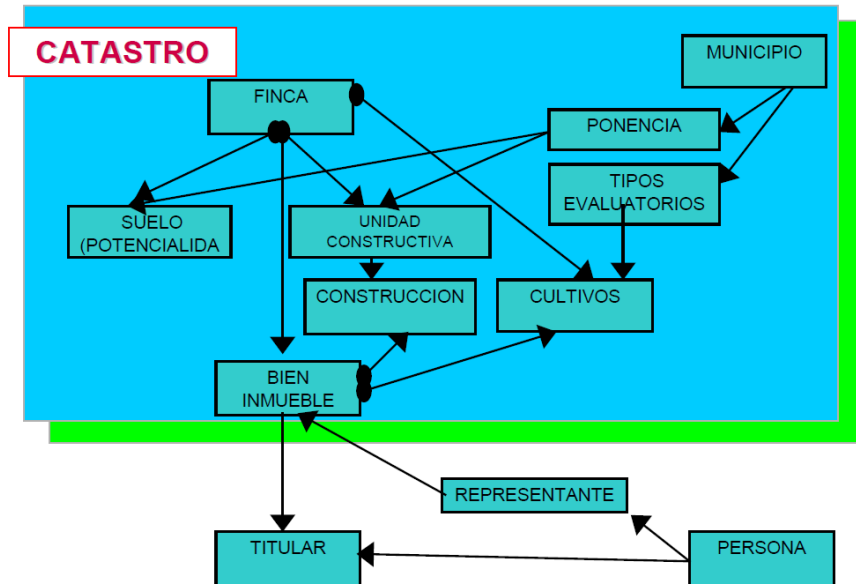 CATASTRO
MUNICIPIO
FINCA
PONENCIA
TIPOS
EVALUATORIOS
SUELO
(POTENCIALIDA
UNIDAD
CONSTRUCTIVA
CONSTRUCCION
CULTIVOS
BIEN
INMUEBLE
REPRESENTANTE
TITULAR
PERSONA